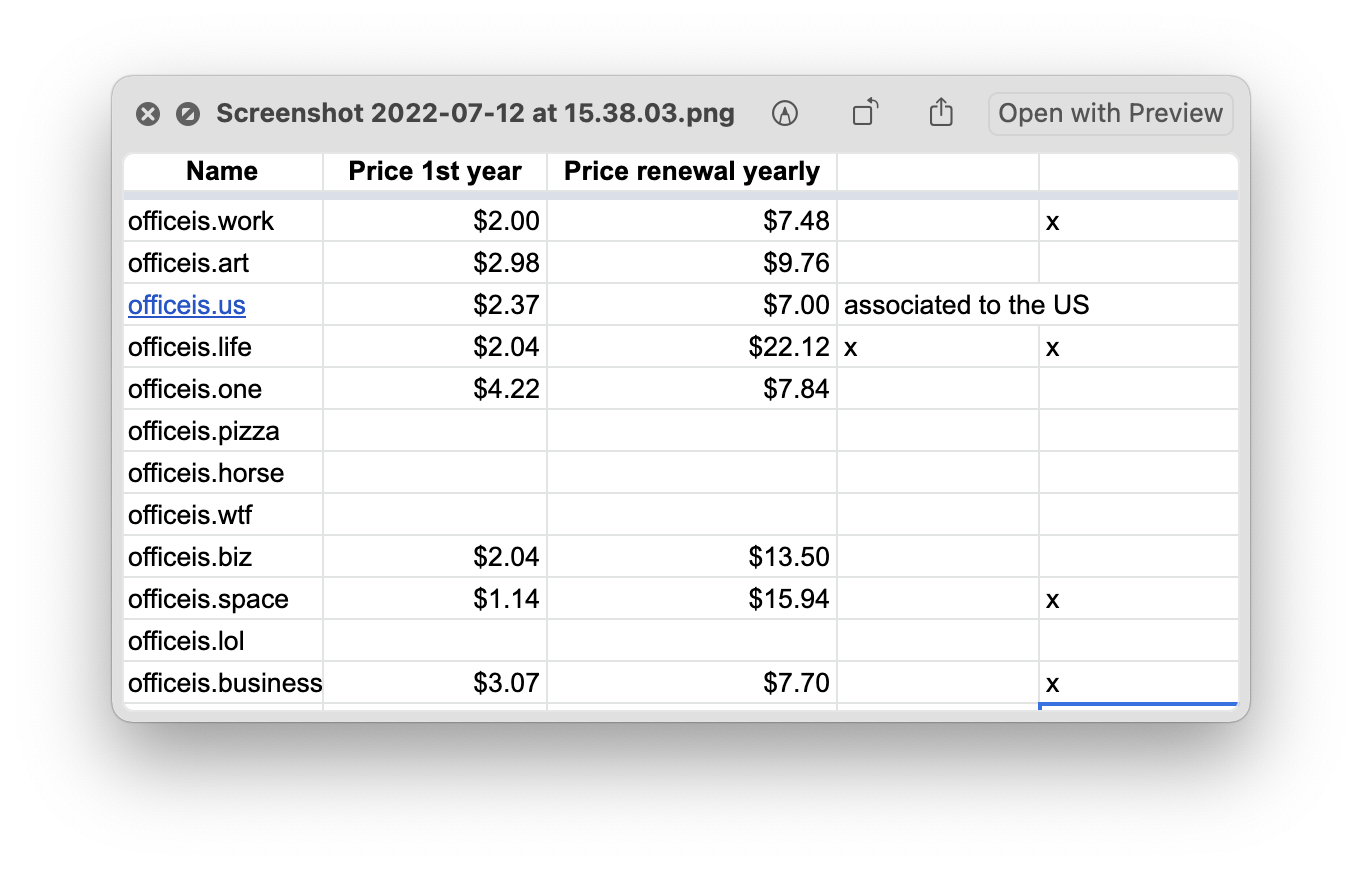 Screenshot 2022-07-12 at 15.38.03.png Open with Preview
Name Price 1st year Price renewal yearly
officeis.work $2.00 $7.48 x
officeis.art $2.98 $9.76
officeis.us $2.37 $7.00 associated to the US
officeis.life $2.04 $22.12 x x
officeis.one $4.22 $7.84
officeis.pizza
officeis.horse
officeis.wtf
officeis.biz $2.04 $13.50
officeis.space $1.14 $15.94 x
officeis.lol
officeis.business $3.07 $7.70 x